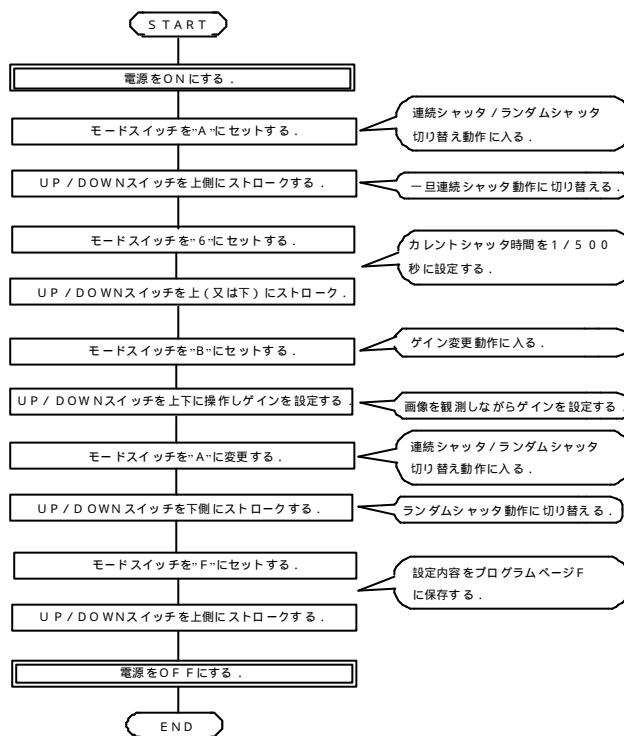 START
電源をONにする．
モードスイッチを"A"にセットする．
連続シャッタ/ランダムシャッタ
切り替え動作に入る．
UP/DOWNスイッチを上側にストロークする．
一旦連続シャッタ動作に切り替える．
モードスイッチを"6"にセットする．
カレントシャッタ時間を1/500
秒に設定する．
UP/DOWNスイッチを上(又は下)にストローク．
モードスイッチを"B"にセットする．
ゲイン変更動作に入る．
UP/DOWNスイッチを上下に操作しゲインを設定する．
画像を観測しながらゲインを設定する．
モードスイッチを"A"に変更する．
連続シャッタ/ランダムシャッタ
切り替え動作に入る．
UP/DOWNスイッチを下側にストロークする．
ランダムシャッタ動作に切り替える．
モードスイッチを"F"にセットする．
設定内容をプログラムページF
に保存する．
UP/DOWNスイッチを上側にストロークする．
電源をOFFにする．
END